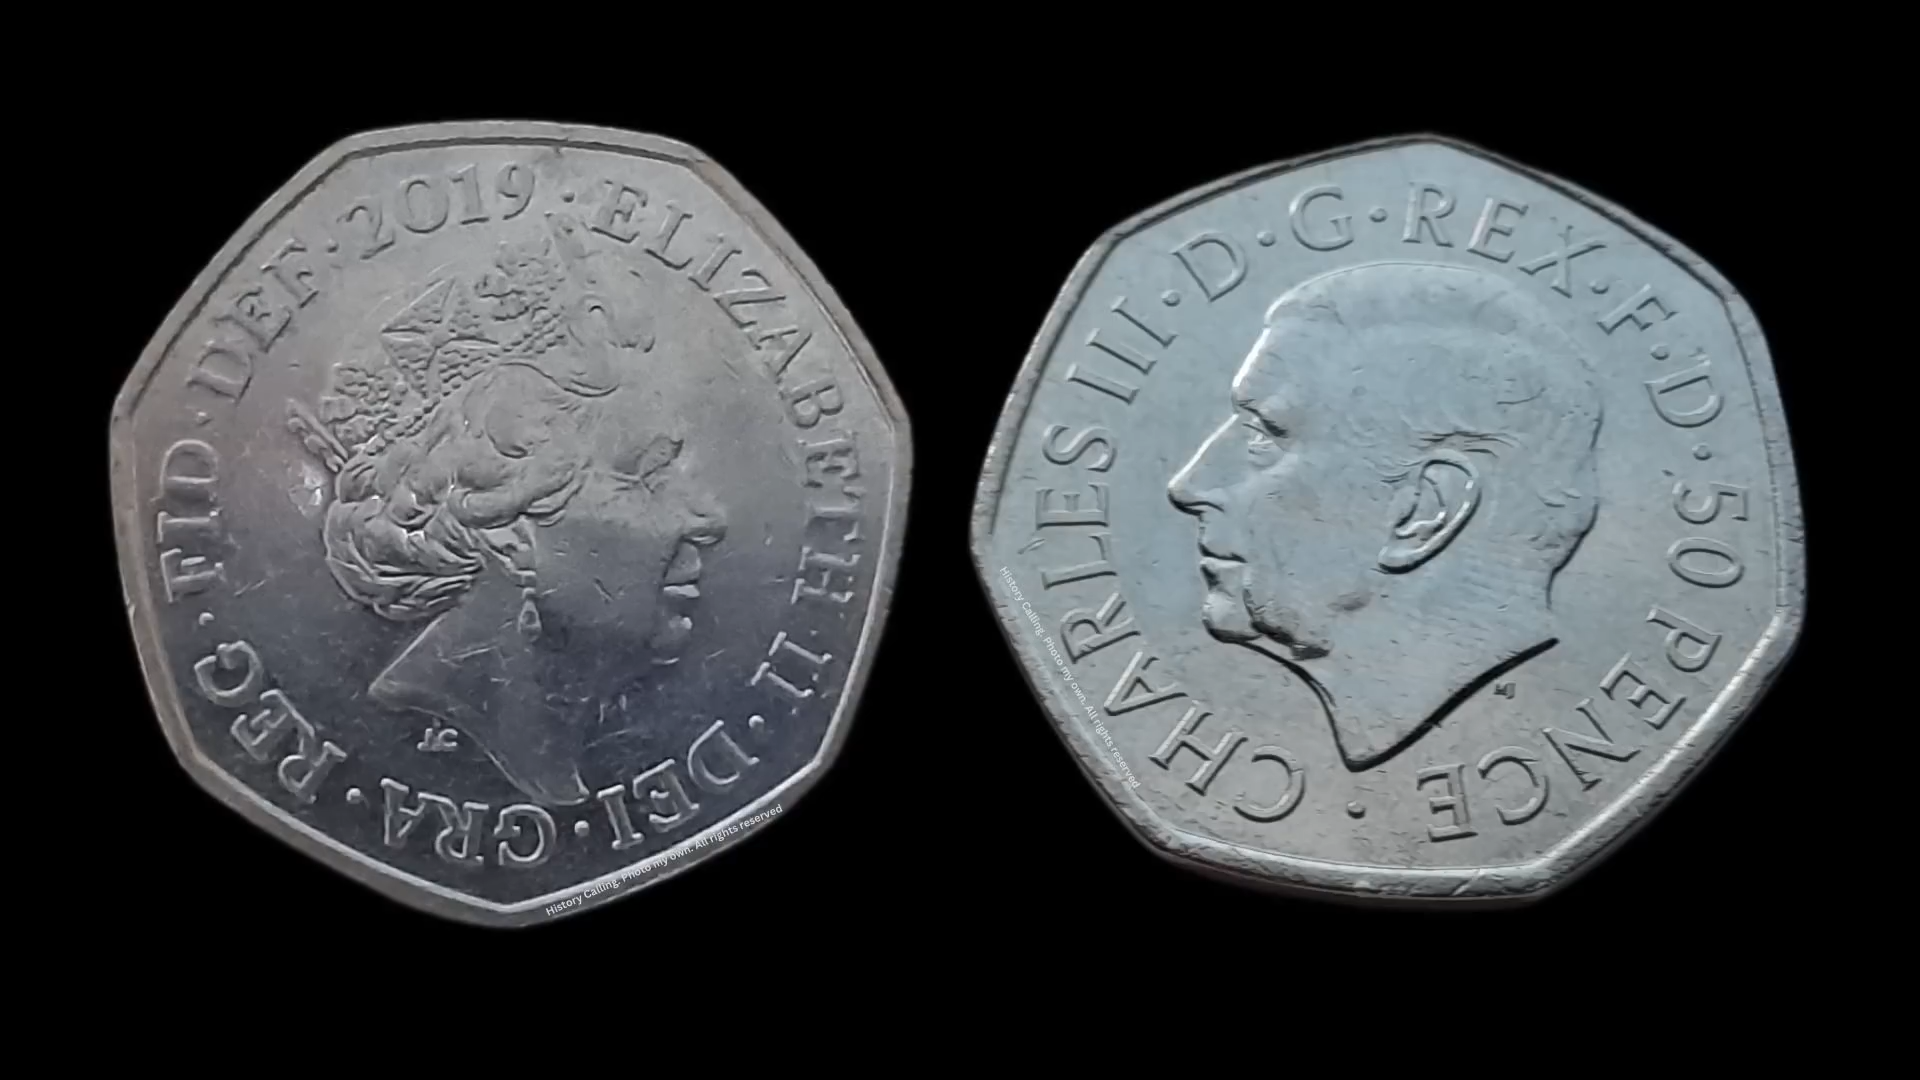 ELIZABETH II · DEI · GRA · REG · FID · DEF · 2019 ·
JC
History Calling. Photo my own. All rights reserved
CHARLES III · D · G · REX · F · D · 50 PENCE ·
MJ
History Calling. Photo my own. All rights reserved